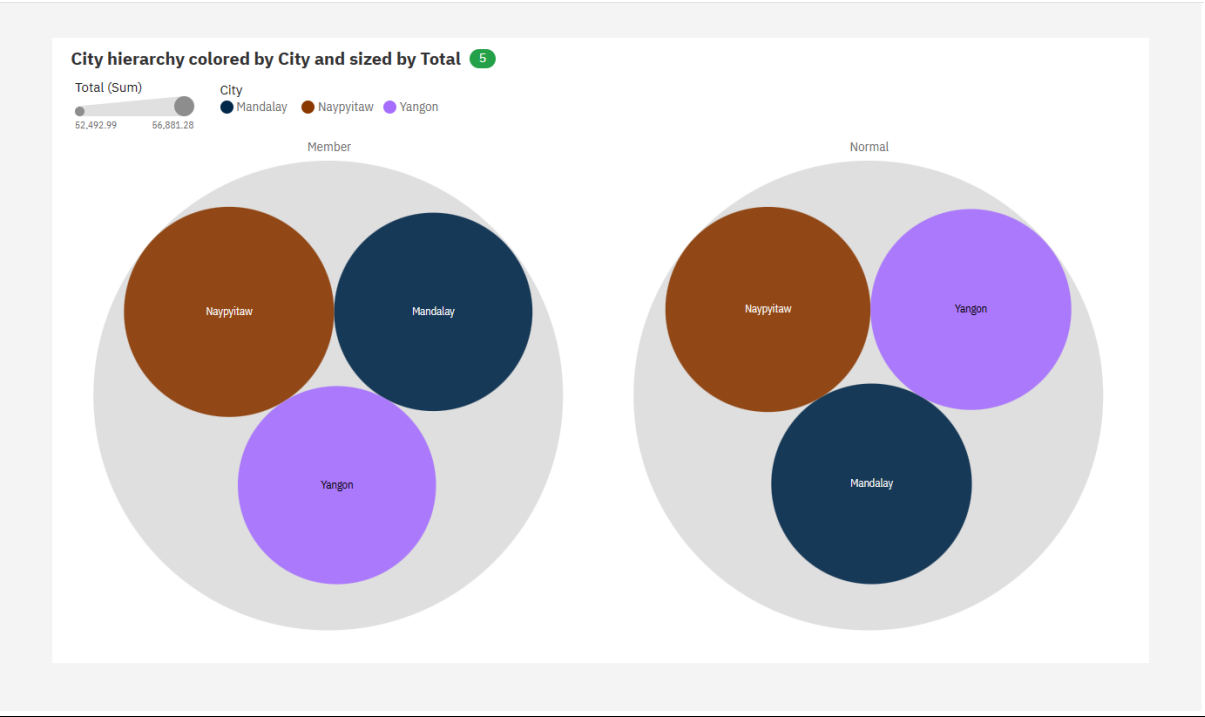 City hierarchy colored by City and sized by Total 5
Total (Sum)
52,492.99 56,881.28
City
Mandalay Naypyitaw Yangon
Member
Naypyitaw
Mandalay
Yangon
Normal
Naypyitaw
Yangon
Mandalay